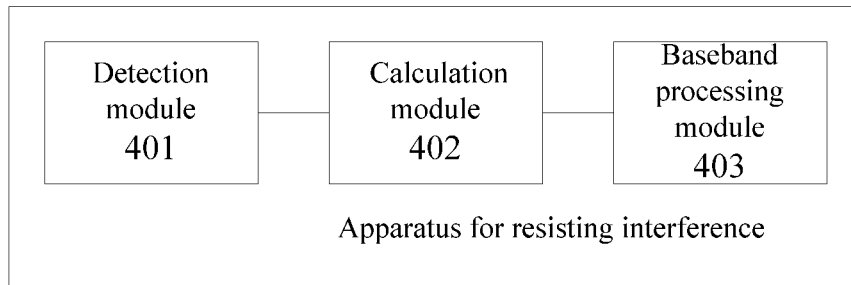 Detection
module
401
Calculation
module
402
Baseband
processing
module
403
Apparatus for resisting interference